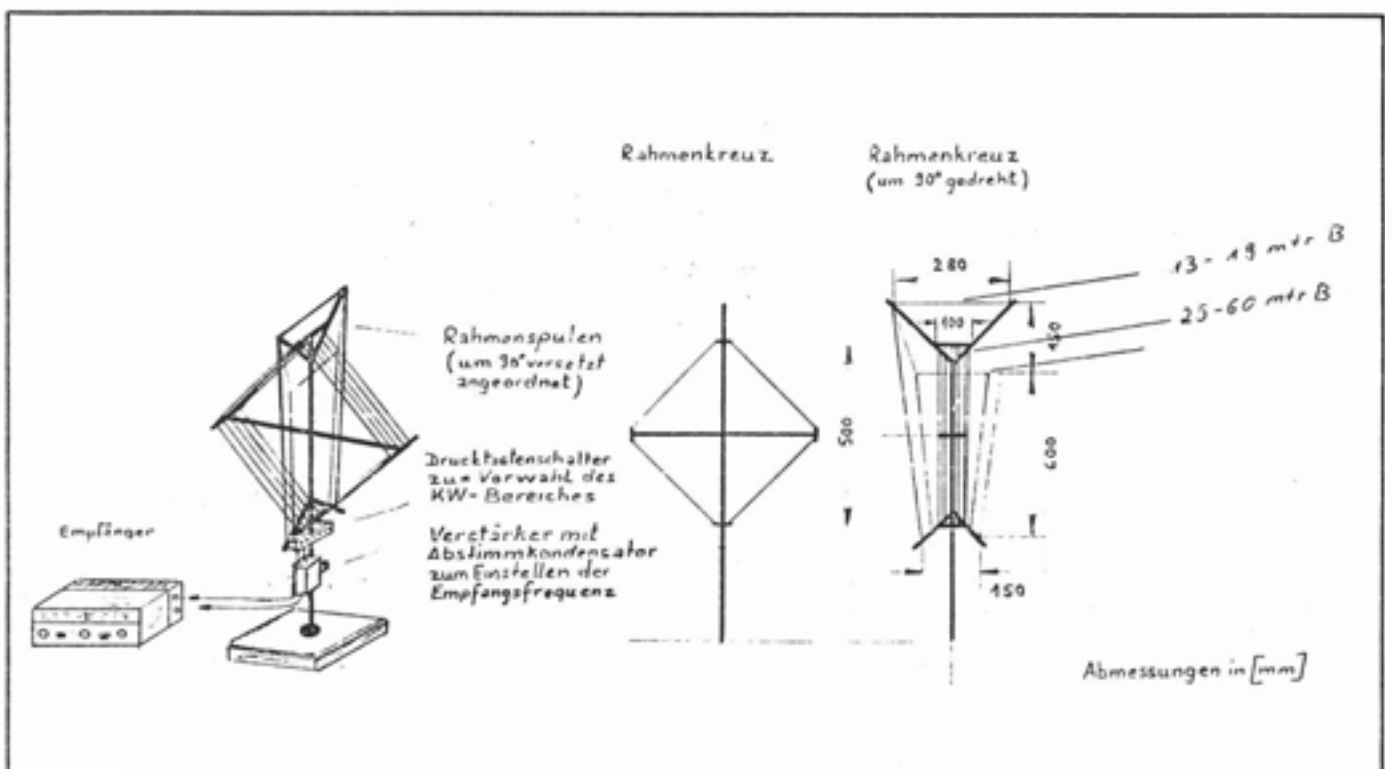 Rahmenkreuz
Rahmenkreuz
(um 90° gedreht)
13-19 mtr B
25-60 mtr B
280
100
150
500
600
150
Rahmenspulen
(um 90° versetzt
angeordnet)
Drucktastenschalter
zur Vorwahl des
KW-Bereiches
Verstärker mit
Abstimmkondensator
zum Einstellen der
Empfangsfrequenz
Empfänger
Abmessungen in [mm]